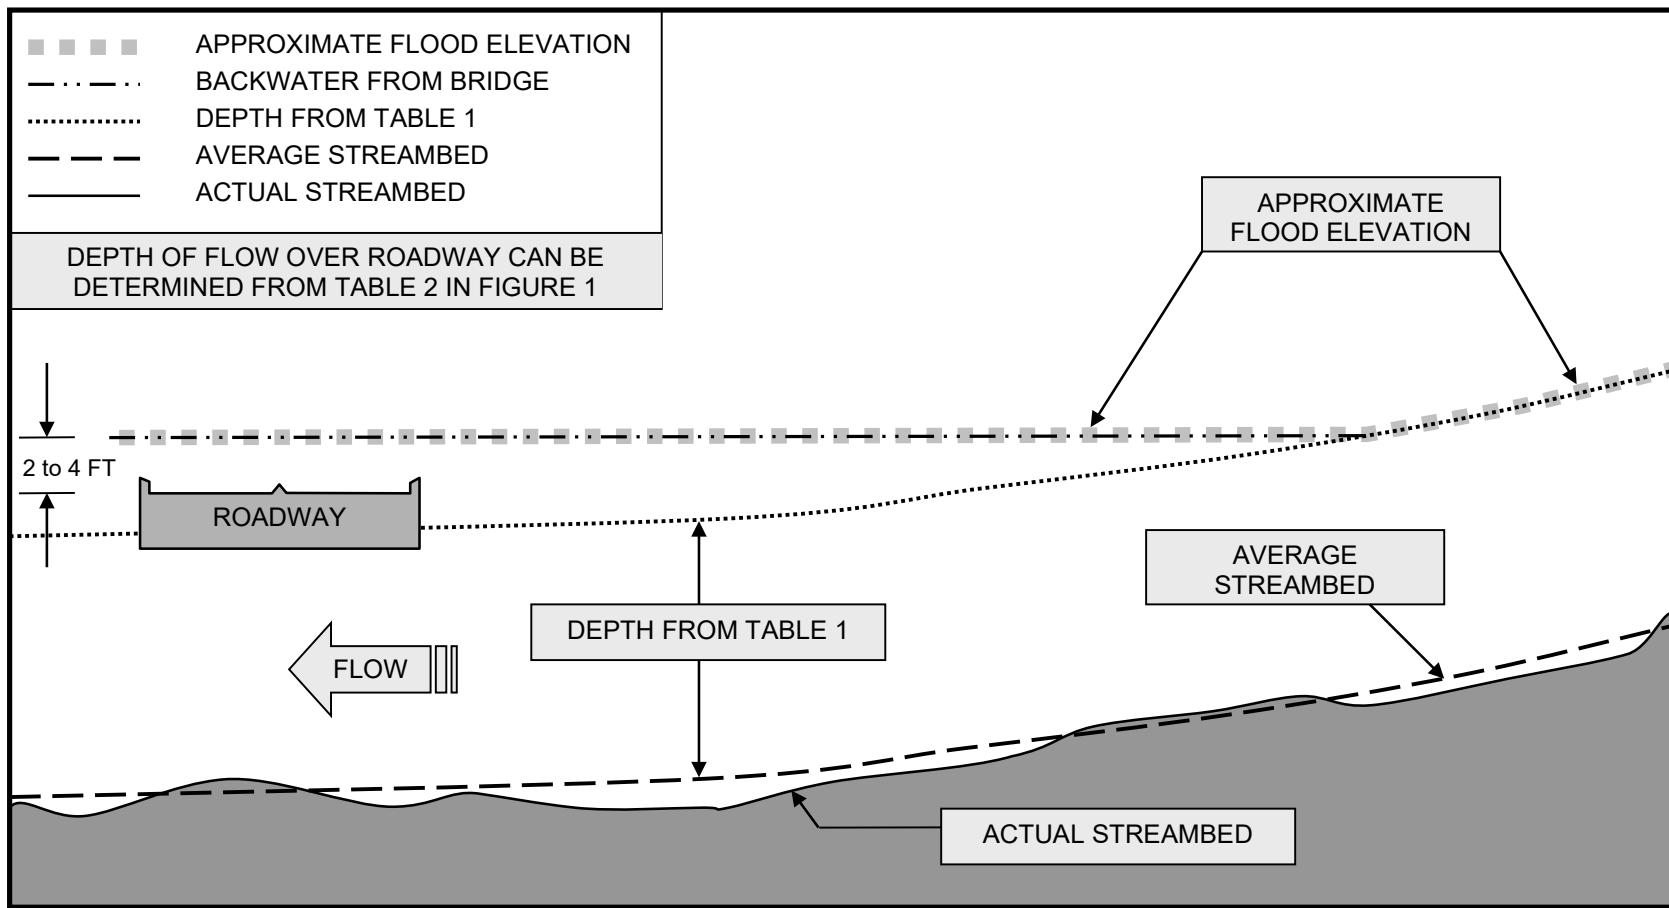 APPROXIMATE FLOOD ELEVATION
BACKWATER FROM BRIDGE
DEPTH FROM TABLE 1
AVERAGE STREAMBED
ACTUAL STREAMBED
DEPTH OF FLOW OVER ROADWAY CAN BE
DETERMINED FROM TABLE 2 IN FIGURE 1
APPROXIMATE
FLOOD ELEVATION
2 to 4 FT
ROADWAY
AVERAGE
STREAMBED
DEPTH FROM TABLE 1
FLOW
ACTUAL STREAMBED